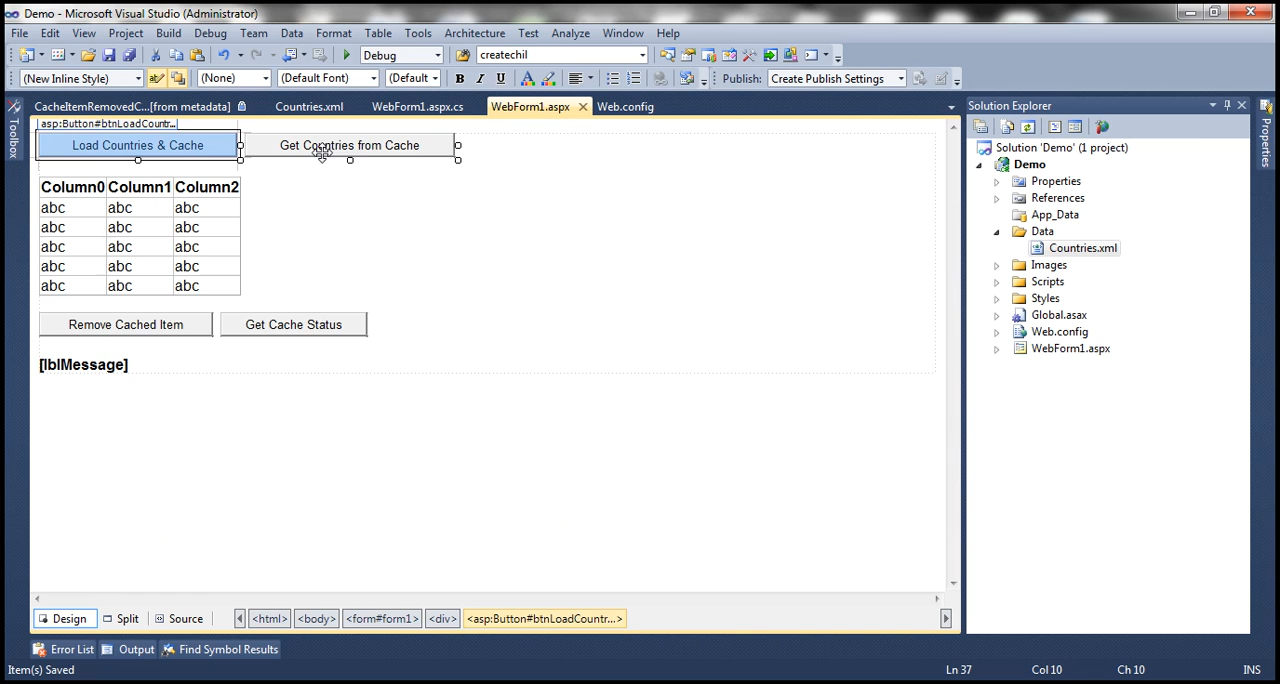 Demo - Microsoft Visual Studio (Administrator)
File Edit View Project Build Debug Team Data Format Table Tools Architecture Test Analyze Window Help
Debug createchil
(New Inline Style) (None) (Default Font) (Default B I U A Publish: Create Publish Settings
CacheItemRemovedC...[from metadata] Countries.xml WebForm1.aspx.cs WebForm1.aspx Web.config
Toolbox
asp:Button#btnLoadCountr...
Load Countries & Cache Get Countries from Cache
Column0 Column1 Column2
abc abc abc
abc abc abc
abc abc abc
abc abc abc
abc abc abc
Remove Cached Item Get Cache Status
[lblMessage]
Design Split Source <html> <body> <form#form1> <div> <asp:Button#btnLoadCountr...>
Solution Explorer
Solution 'Demo' (1 project)
Demo
Properties
References
App_Data
Data
Countries.xml
Images
Scripts
Styles
Global.asax
Web.config
WebForm1.aspx
Properties
Error List Output Find Symbol Results
Item(s) Saved Ln 37 Col 10 Ch 10 INS